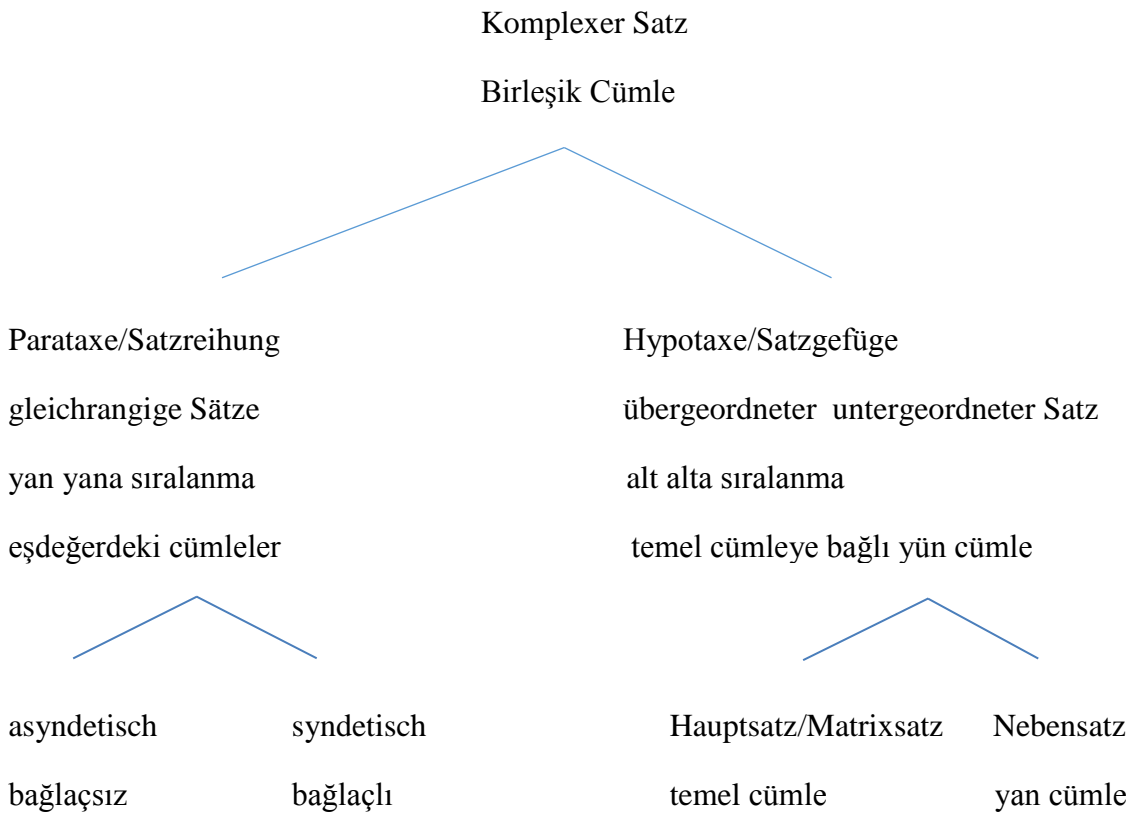 Komplexer Satz
Birleşik Cümle
Parataxe/Satzreihung Hypotaxe/Satzgefüge
gleichrangige Sätze übergeordneter untergeordneter Satz
yan yana sıralanma alt alta sıralanma
eşdeğerdeki cümleler temel cümleye bağlı yün cümle
asyndetisch syndetisch Hauptsatz/Matrixsatz Nebensatz
bağlaçsız bağlaçlı temel cümle yan cümle